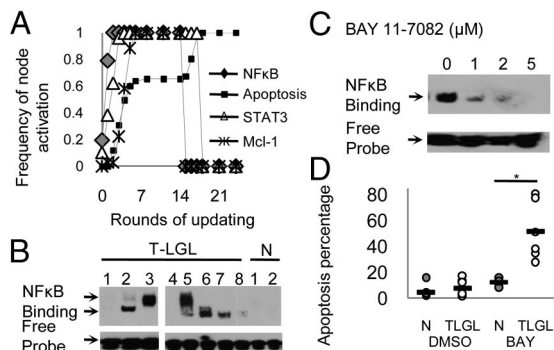 A
Frequency of node
activation
1
0.8
0.6
0.4
0.2
0
0 7 14 21
Rounds of updating
NFκB
Apoptosis
STAT3
Mcl-1
B
T-LGL N
1 2 3 4 5 6 7 8 1 2
NFκB
Binding
Free
Probe
C BAY 11-7082 (μM)
0 1 2 5
NFκB
Binding
Free
Probe
D
Apoptosis percentage
80
60
40
20
0
*
N TLGL N TLGL
DMSO BAY